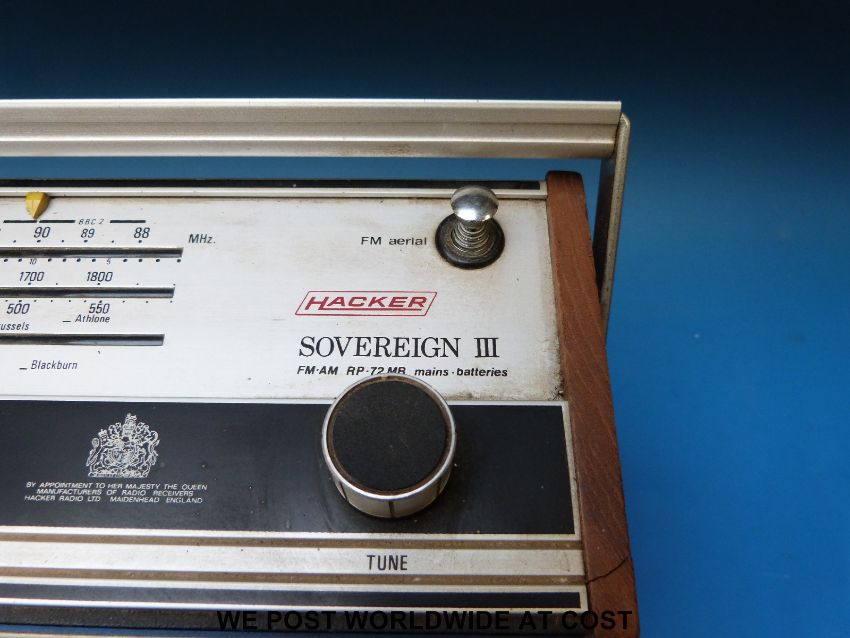 BBC 2
90 89 88 MHz.
FM aerial
10 5
1700 1800
HACKER
500 550
Athlone
SOVEREIGN III
FM·AM RP·72 MB mains·batteries
Blackburn
BY APPOINTMENT TO HER MAJESTY THE QUEEN
MANUFACTURERS OF RADIO RECEIVERS
HACKER RADIO LTD MAIDENHEAD ENGLAND
TUNE
WE POST WORLDWIDE AT COST